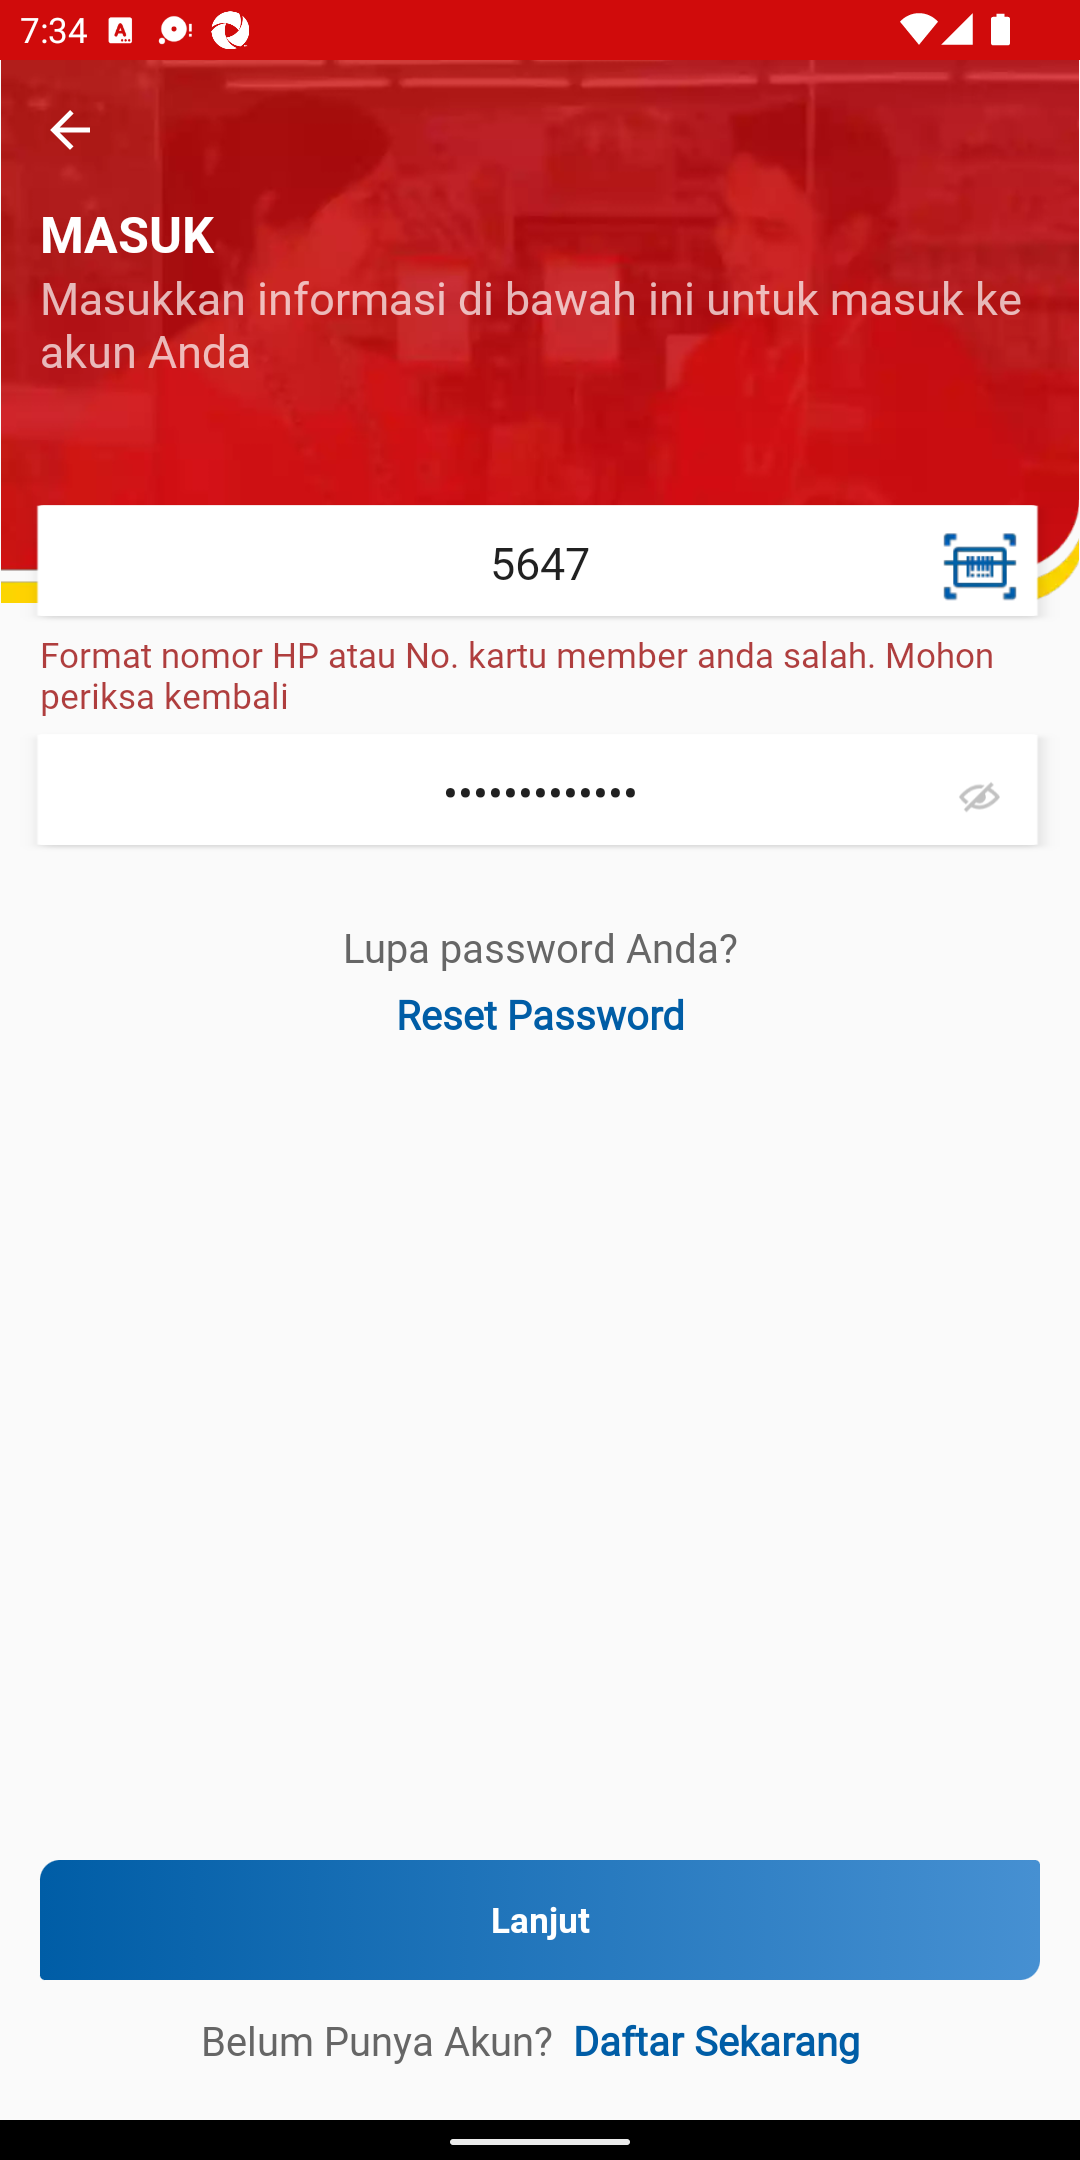 7:34
MASUK
Masukkan informasi di bawah ini untuk masuk ke
akun Anda
5647
Format nomor HP atau No. kartu member anda salah. Mohon
periksa kembali
•••••••••••••
Lupa password Anda?
Reset Password
Lanjut
Belum Punya Akun? Daftar Sekarang